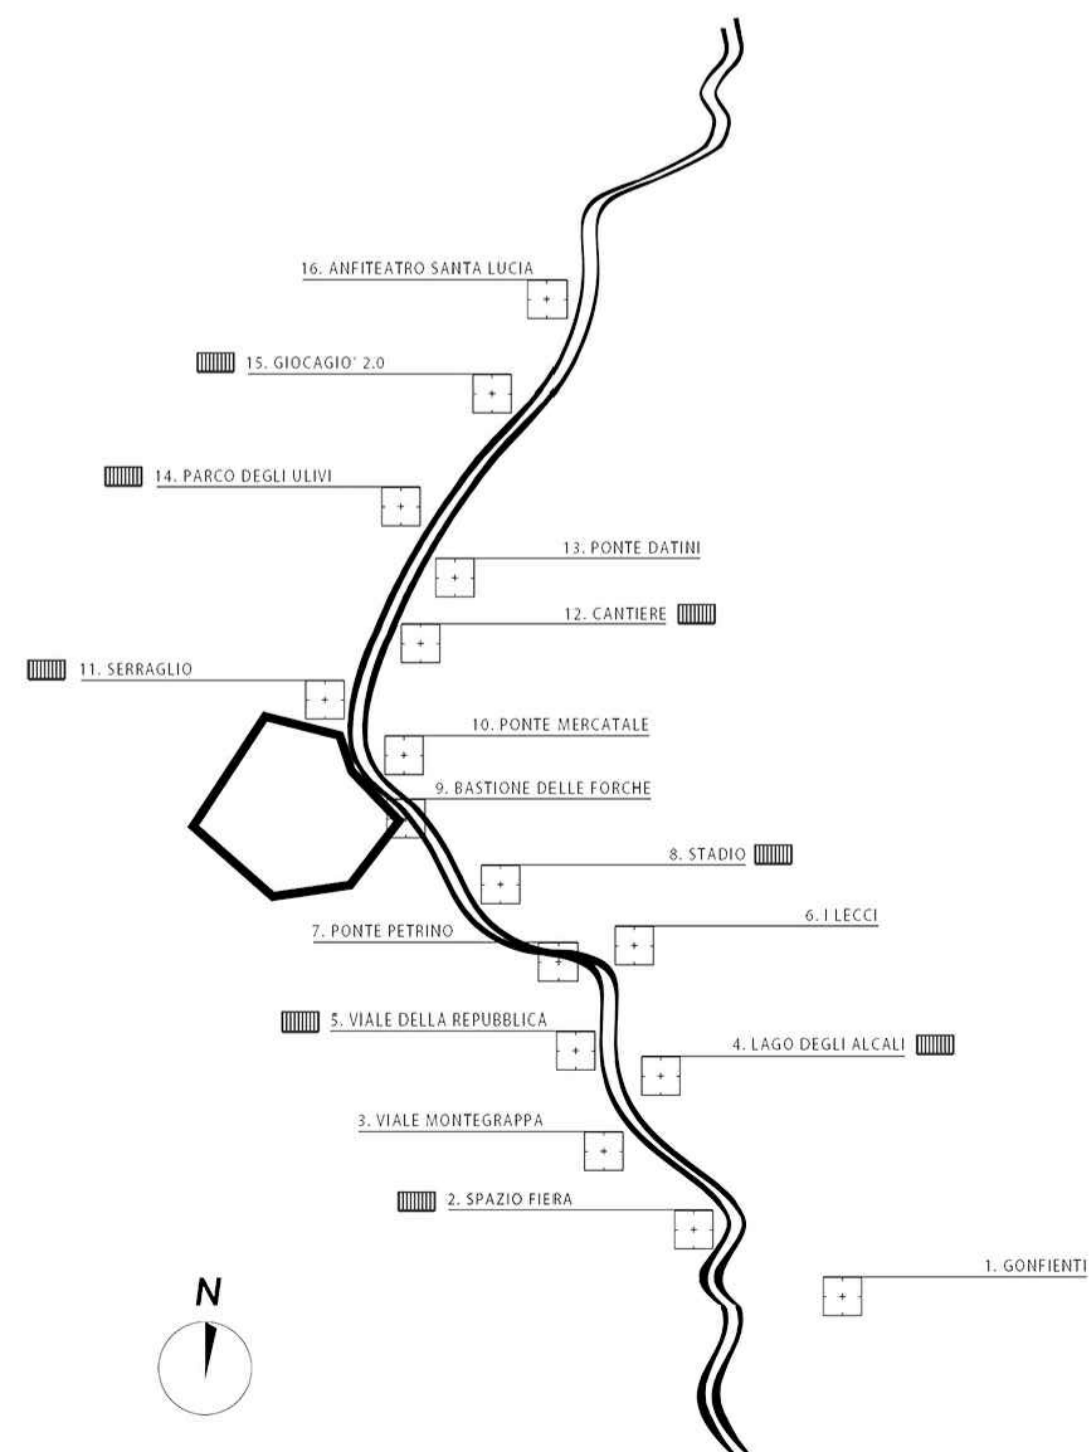 16. ANFITEATRO SANTA LUCIA
15. GIOCAGIO' 2.0
14. PARCO DEGLI ULIVI
13. PONTE DATINI
12. CANTIERE
11. SERRAGLIO
10. PONTE MERCATALE
9. BASTIONE DELLE FORCHE
8. STADIO
6. I LECCI
7. PONTE PETRINO
5. VIALE DELLA REPUBBLICA
4. LAGO DEGLI ALCALI
3. VIALE MONTEGRAPPA
2. SPAZIO FIERA
1. GONFIENTI
N